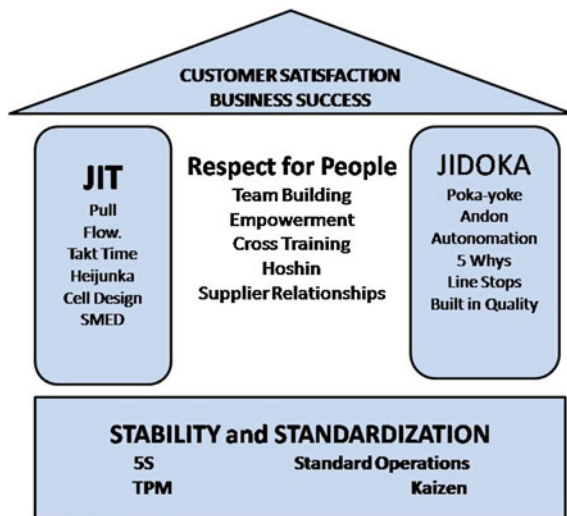 CUSTOMER SATISFACTION
BUSINESS SUCCESS
JIT
Pull
Flow.
Takt Time
Heijunka
Cell Design
SMED
Respect for People
Team Building
Empowerment
Cross Training
Hoshin
Supplier Relationships
JIDOKA
Poka-yoke
Andon
Autonomation
5 Whys
Line Stops
Built in Quality
STABILITY and STANDARDIZATION
5S Standard Operations
TPM Kaizen